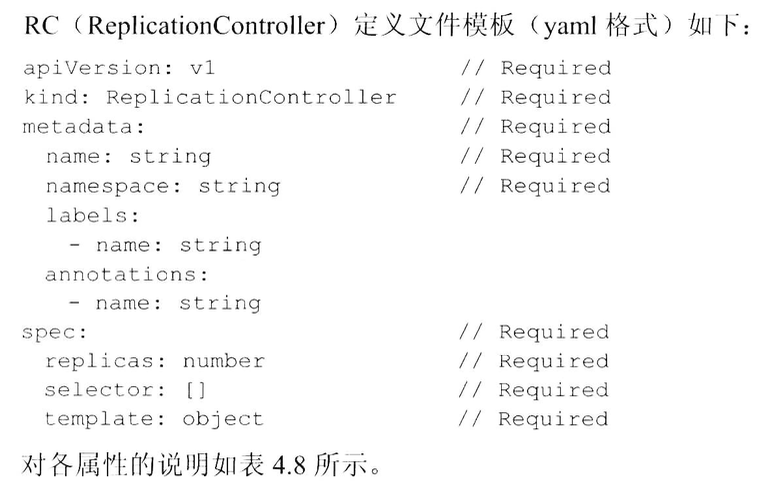 RC（ReplicationController）定义文件模板（yaml 格式）如下：
apiVersion: v1 // Required
kind: ReplicationController // Required
metadata: // Required
  name: string // Required
  namespace: string // Required
  labels:
    - name: string
  annotations:
    - name: string
spec: // Required
  replicas: number // Required
  selector: [] // Required
  template: object // Required
对各属性的说明如表 4.8 所示。